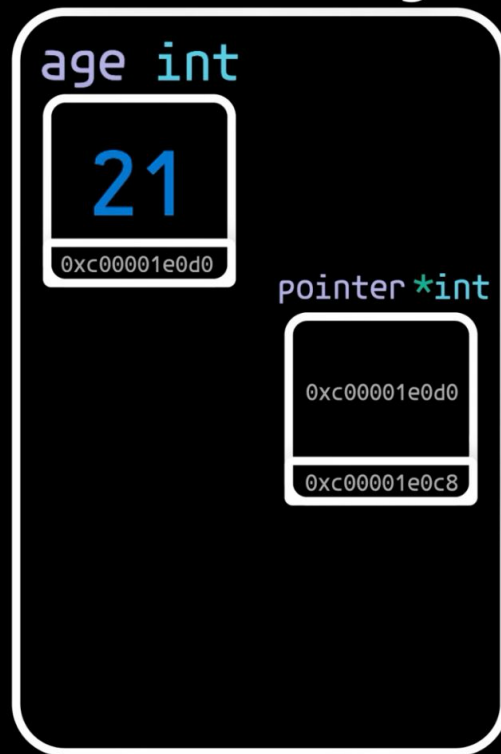 age int
21
0xc00001e0d0
pointer *int
0xc00001e0d0
0xc00001e0c8